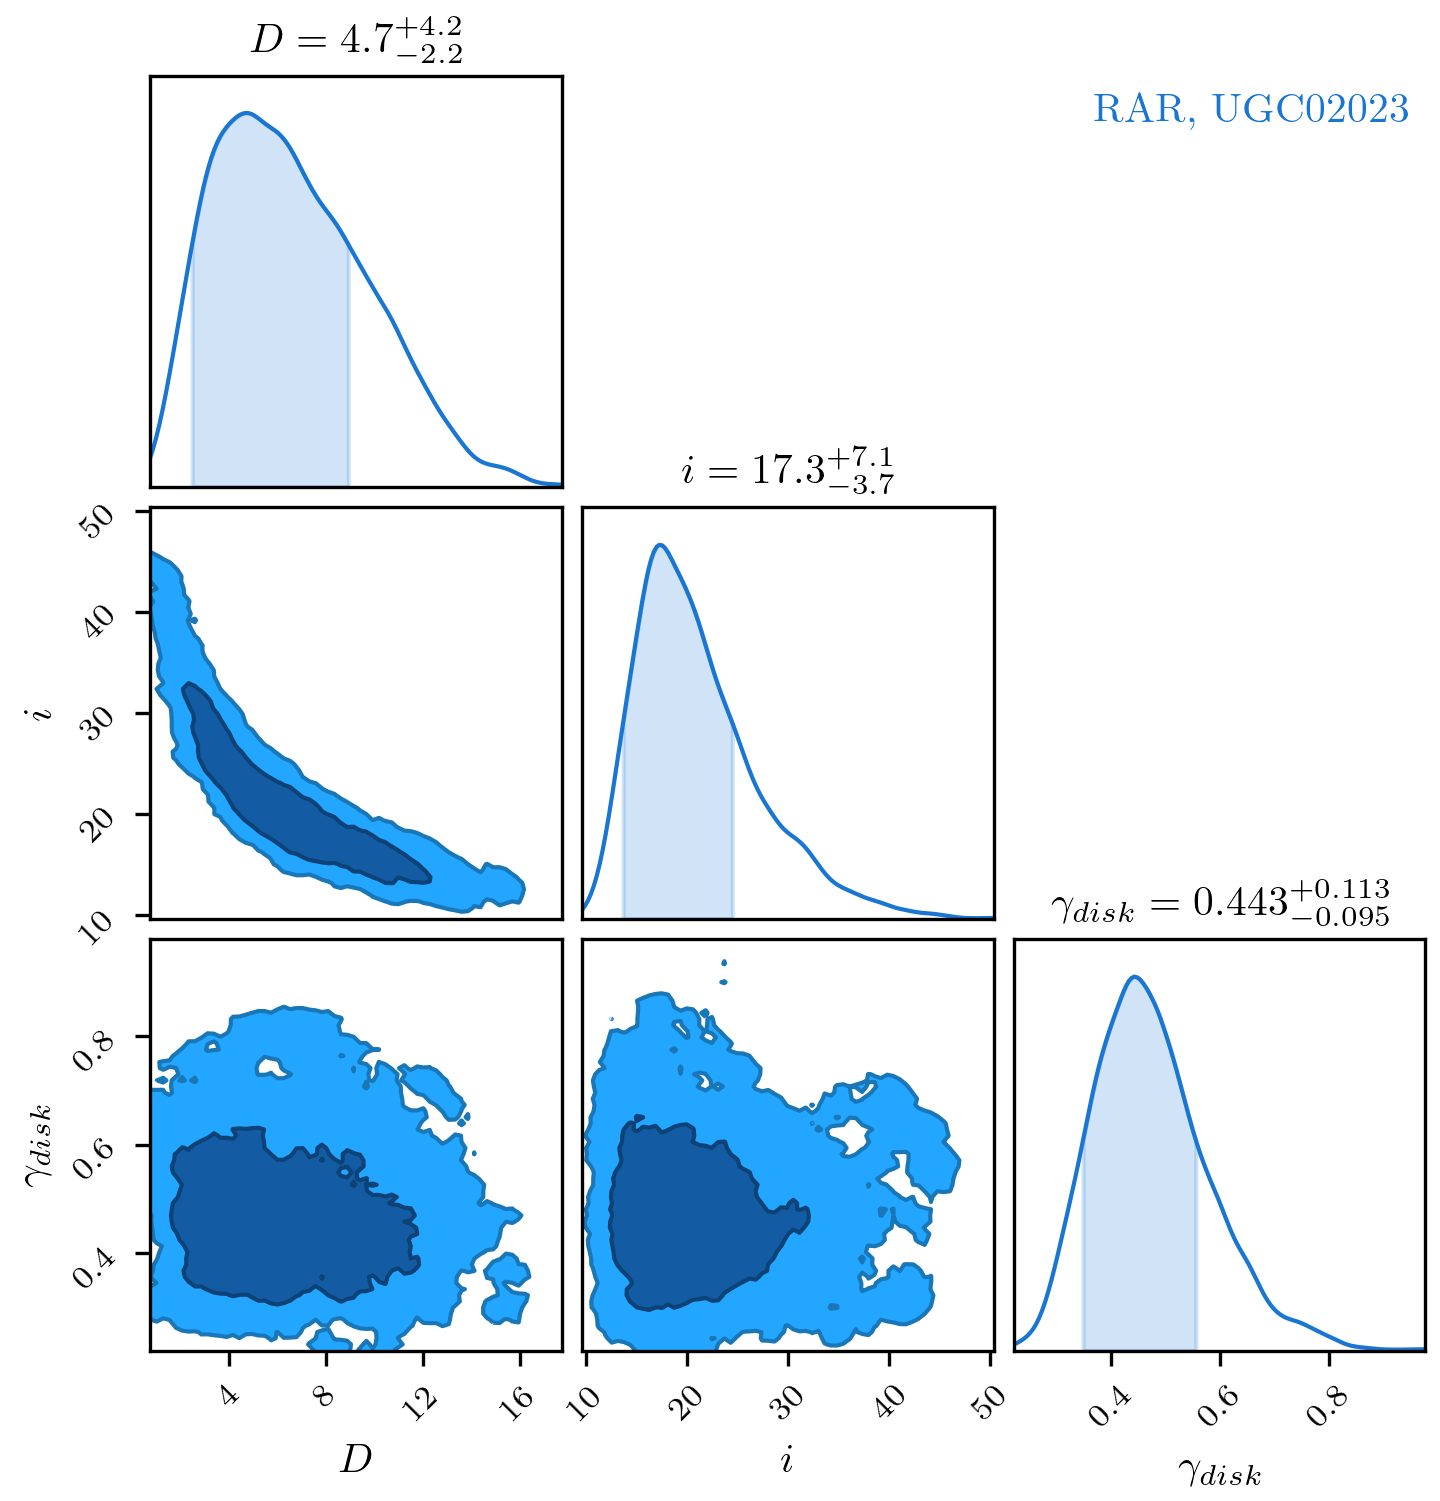 D = 4.7^{+4.2}_{-2.2}
RAR, UGC02023
i = 17.3^{+7.1}_{-3.7}
50
40
30
20
10
i
γ_{disk} = 0.443^{+0.113}_{-0.095}
0.8
0.6
0.4
γ_{disk}
4 8 12 16
10 20 30 40 50
0.4 0.6 0.8
D
i
γ_{disk}